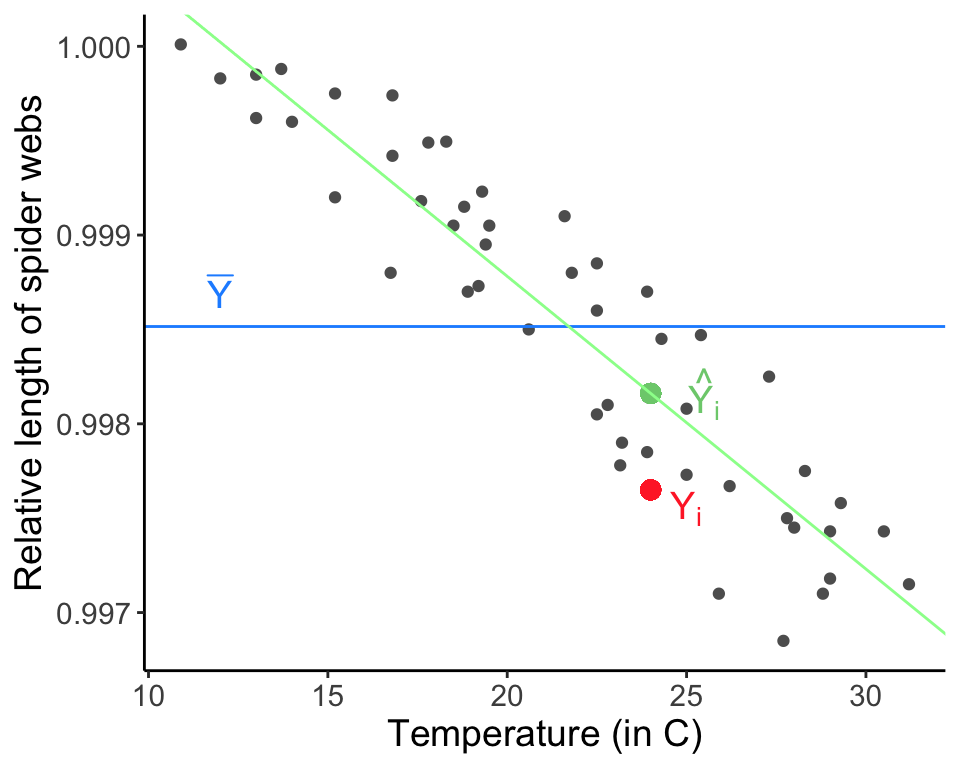 1.000
0.999
0.998
0.997
Relative length of spider webs
Y̅
Ŷi
Yi
10 15 20 25 30
Temperature (in C)